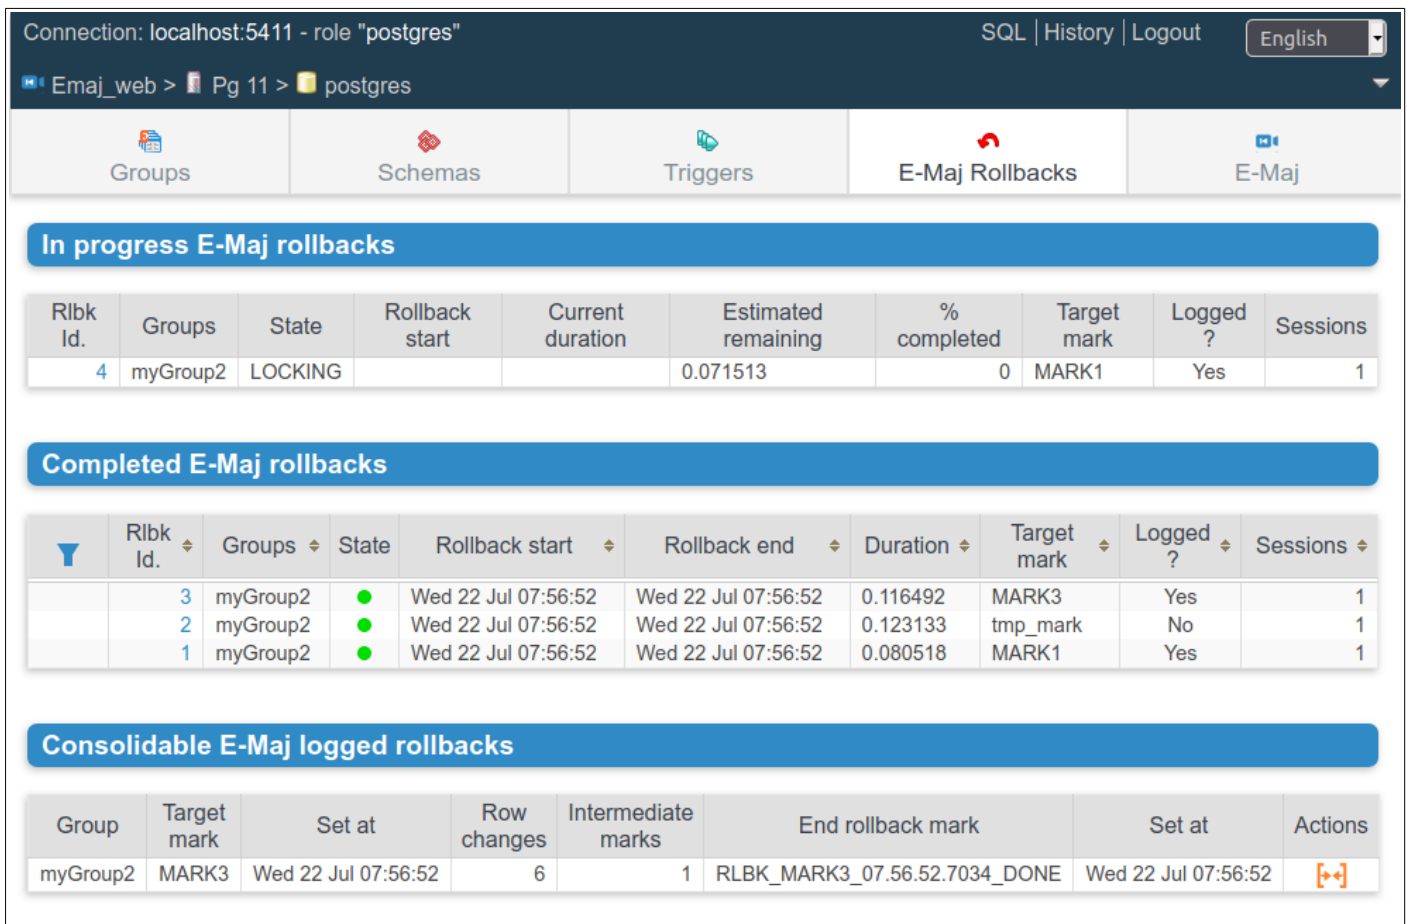 Connection: localhost:5411 - role "postgres"
SQL | History | Logout
English
Emaj_web > Pg 11 > postgres
Groups
Schemas
Triggers
E-Maj Rollbacks
E-Maj
In progress E-Maj rollbacks
Rlbk Id. Groups State Rollback start Current duration Estimated remaining % completed Target mark Logged ? Sessions
4 myGroup2 LOCKING 0.071513 0 MARK1 Yes 1
Completed E-Maj rollbacks
Rlbk Id. Groups State Rollback start Rollback end Duration Target mark Logged ? Sessions
3 myGroup2 Wed 22 Jul 07:56:52 Wed 22 Jul 07:56:52 0.116492 MARK3 Yes 1
2 myGroup2 Wed 22 Jul 07:56:52 Wed 22 Jul 07:56:52 0.123133 tmp_mark No 1
1 myGroup2 Wed 22 Jul 07:56:52 Wed 22 Jul 07:56:52 0.080518 MARK1 Yes 1
Consolidable E-Maj logged rollbacks
Group Target mark Set at Row changes Intermediate marks End rollback mark Set at Actions
myGroup2 MARK3 Wed 22 Jul 07:56:52 6 1 RLBK_MARK3_07.56.52.7034_DONE Wed 22 Jul 07:56:52